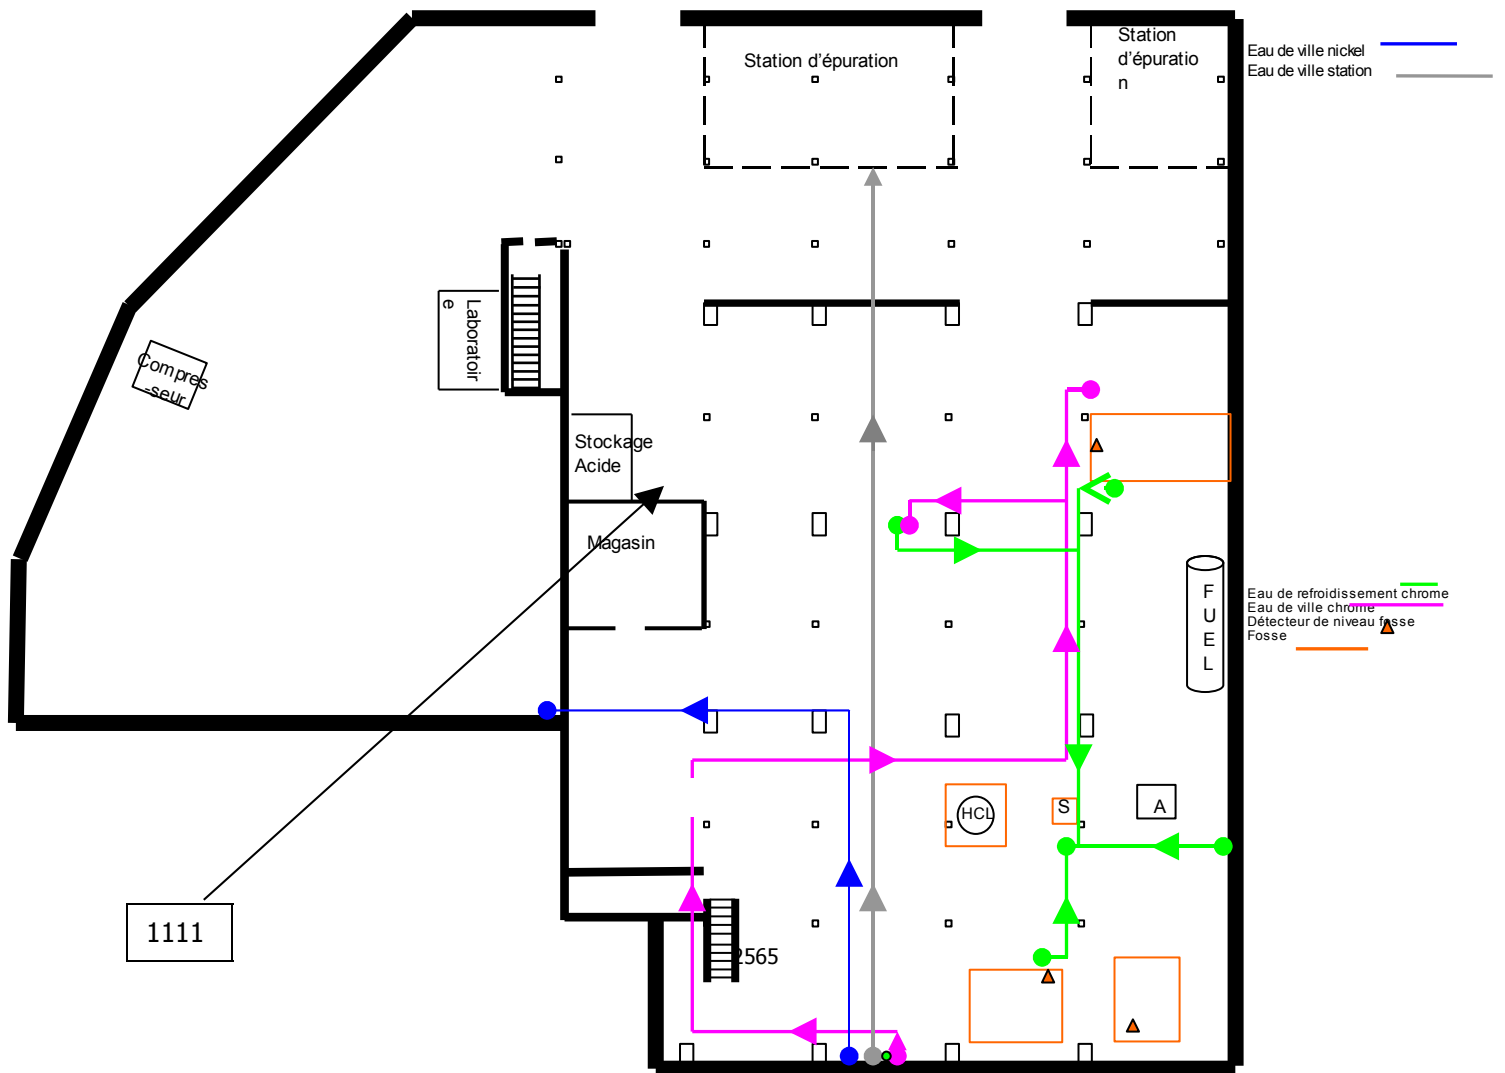 Station d'épuration
Station
d'épuratio
n
Eau de ville nickel
Eau de ville station
Laboratoir
e
Compres
-seur
Stockage
Acide
Magasin
F
U
E
L
Eau de refroidissement chrome
Eau de ville chrome
Détecteur de niveau fosse
Fosse
HCL
S
A
1111
2565